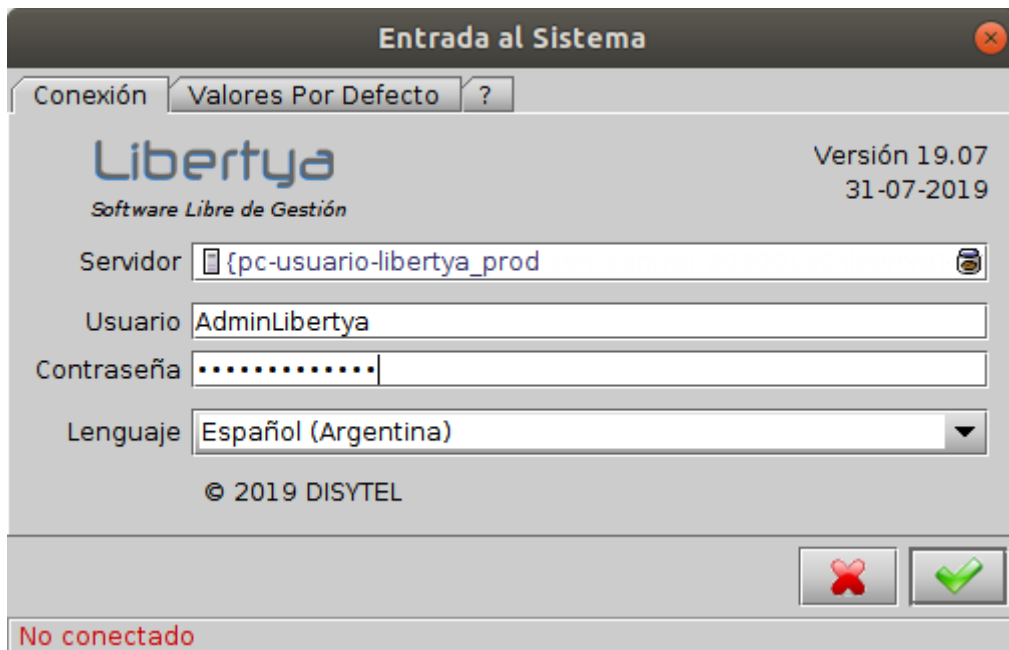 Entrada al Sistema
Conexión Valores Por Defecto ?
Libertya
Software Libre de Gestión
Versión 19.07
31-07-2019
Servidor {pc-usuario-libertya_prod
Usuario AdminLibertya
Contraseña •••••••••••••
Lenguaje Español (Argentina)
© 2019 DISYTEL
No conectado